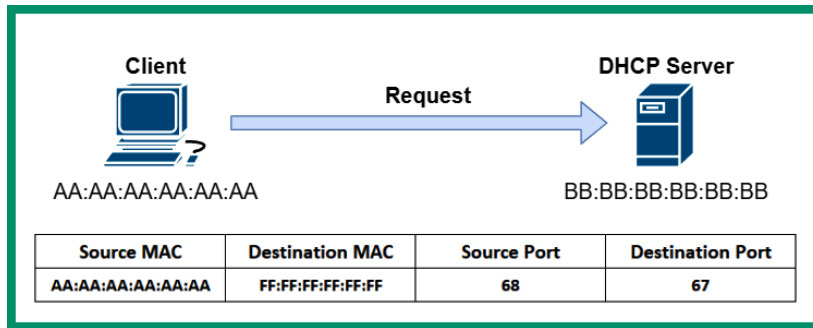 Client
DHCP Server
Request
AA:AA:AA:AA:AA:AA
BB:BB:BB:BB:BB:BB
Source MAC Destination MAC Source Port Destination Port
AA:AA:AA:AA:AA:AA FF:FF:FF:FF:FF:FF 68 67